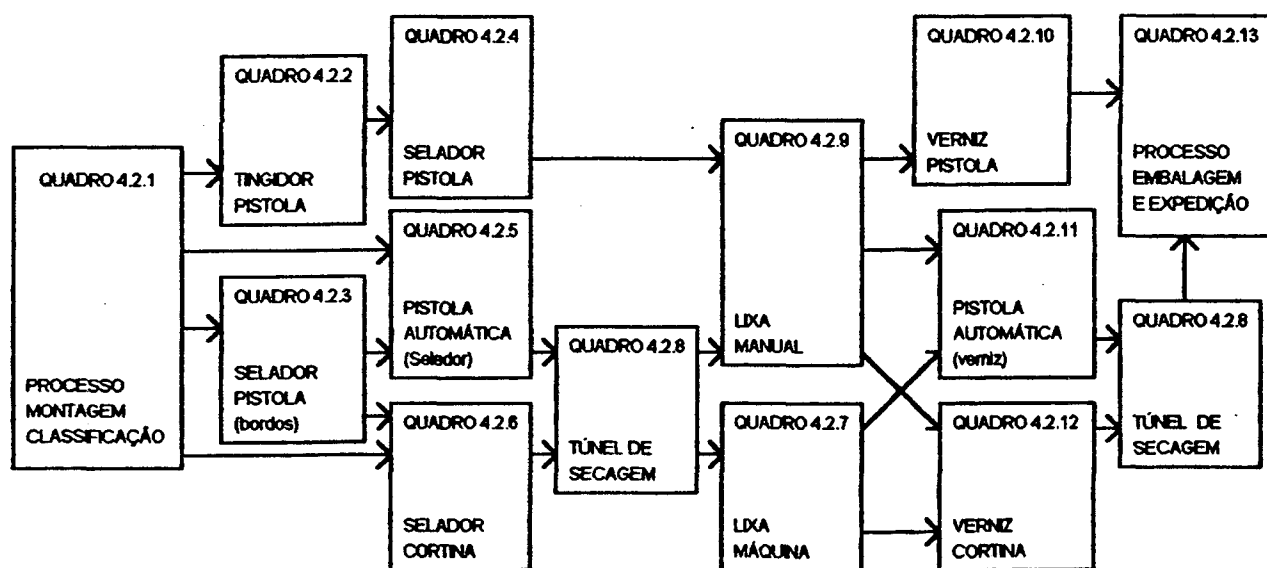 QUADRO 4.2.1
PROCESSO
MONTAGEM
CLASSIFICAÇÃO
QUADRO 4.2.2
TINGIDOR
PISTOLA
QUADRO 4.2.3
SELADOR
PISTOLA
(bordos)
QUADRO 4.2.4
SELADOR
PISTOLA
QUADRO 4.2.5
PISTOLA
AUTOMÁTICA
(Selador)
QUADRO 4.2.6
SELADOR
CORTINA
QUADRO 4.2.8
TÚNEL DE
SECAGEM
QUADRO 4.2.9
LIXA
MANUAL
QUADRO 4.2.7
LIXA
MÁQUINA
QUADRO 4.2.10
VERNIZ
PISTOLA
QUADRO 4.2.11
PISTOLA
AUTOMÁTICA
(verniz)
QUADRO 4.2.12
VERNIZ
CORTINA
QUADRO 4.2.13
PROCESSO
EMBALAGEM
E EXPEDIÇÃO
QUADRO 4.2.8
TÚNEL DE
SECAGEM